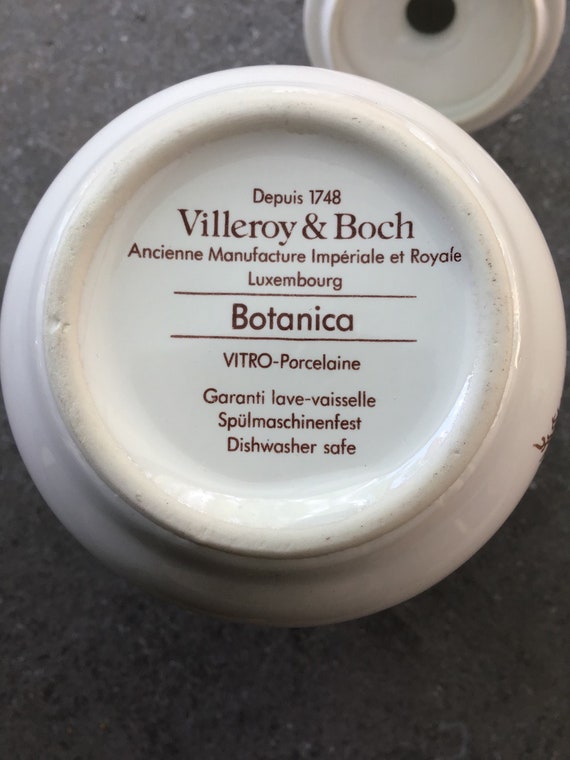 Depuis 1748
Villeroy & Boch
Ancienne Manufacture Impériale et Royale
Luxembourg
Botanica
VITRO-Porcelaine
Garanti lave-vaisselle
Spülmaschinenfest
Dishwasher safe